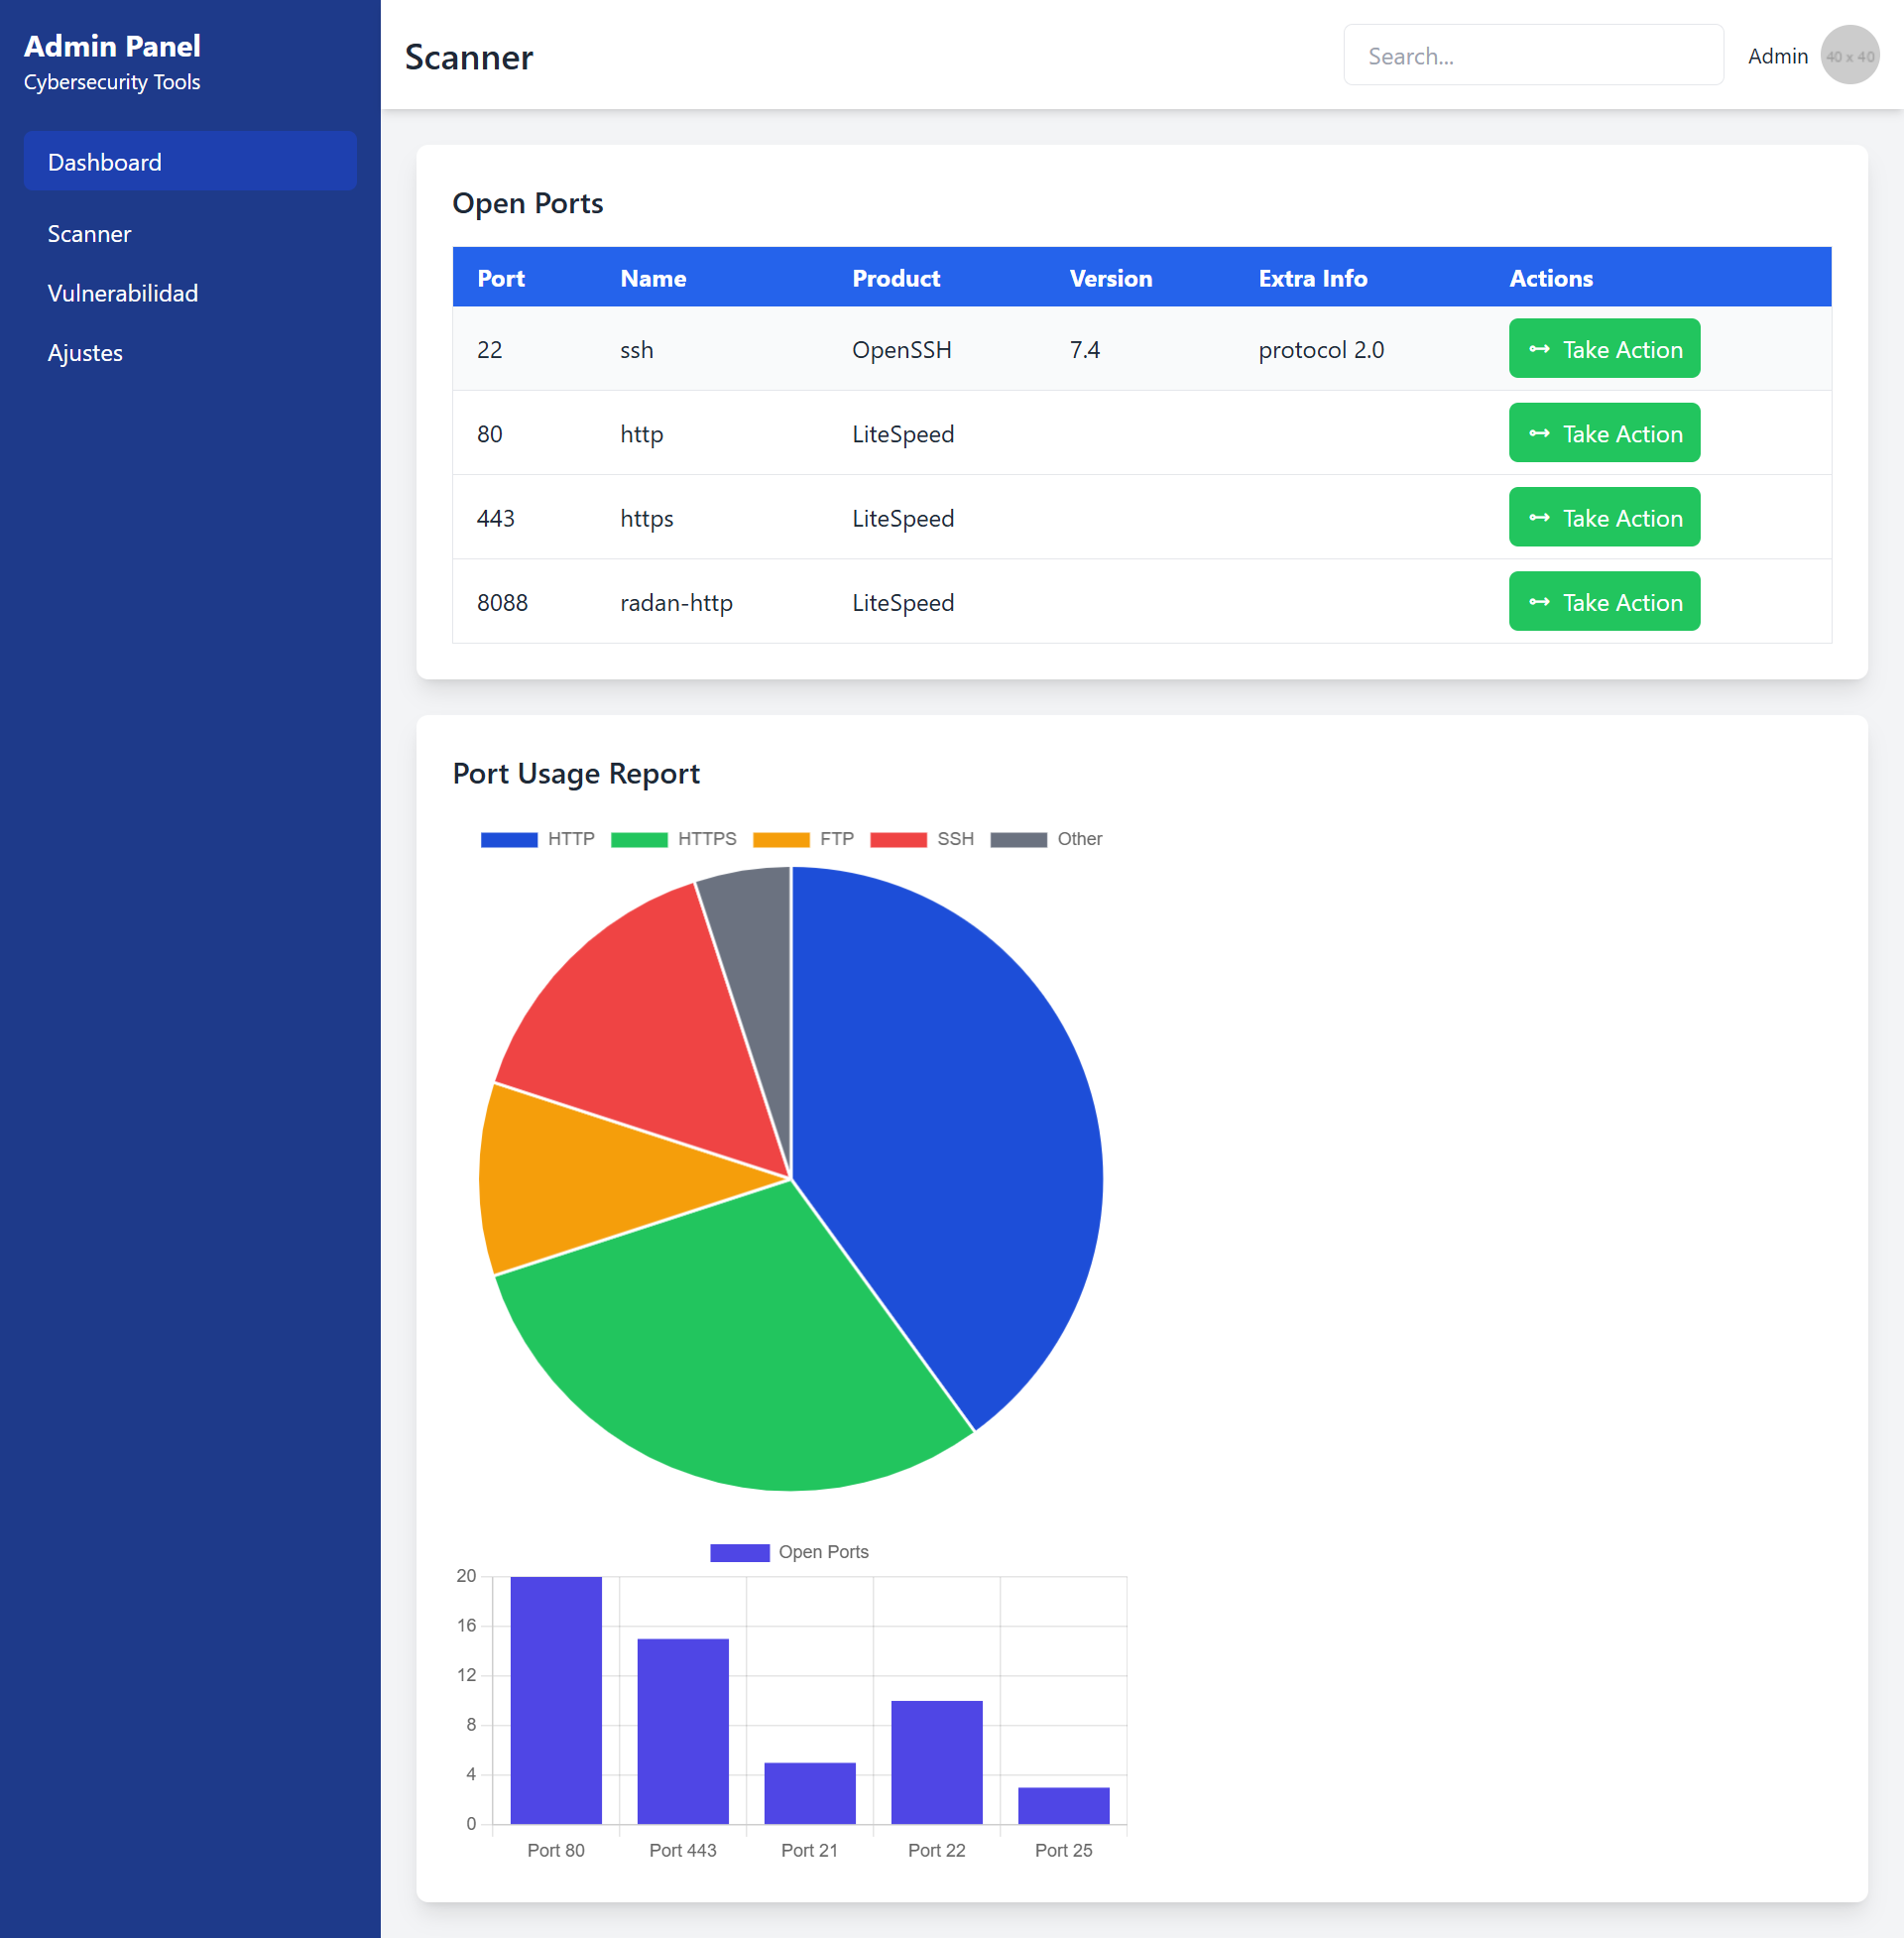 Admin Panel
Cybersecurity Tools
Dashboard
Scanner
Vulnerabilidad
Ajustes
Scanner
Search...
Admin
40 x 40
Open Ports
Port Name Product Version Extra Info Actions
22 ssh OpenSSH 7.4 protocol 2.0 Take Action
80 http LiteSpeed Take Action
443 https LiteSpeed Take Action
8088 radan-http LiteSpeed Take Action
Port Usage Report
HTTP HTTPS FTP SSH Other
Open Ports
20
16
12
8
4
0
Port 80 Port 443 Port 21 Port 22 Port 25